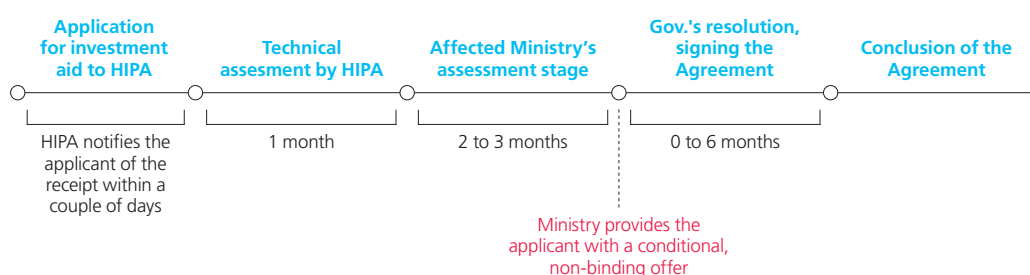 Application
for investment
aid to HIPA
Technical
assesment by HIPA
Affected Ministry's
assessment stage
Gov.'s resolution,
signing the
Agreement
Conclusion of the
Agreement
HIPA notifies the
applicant of the
receipt within a
couple of days
1 month
2 to 3 months
0 to 6 months
Ministry provides the
applicant with a conditional,
non-binding offer